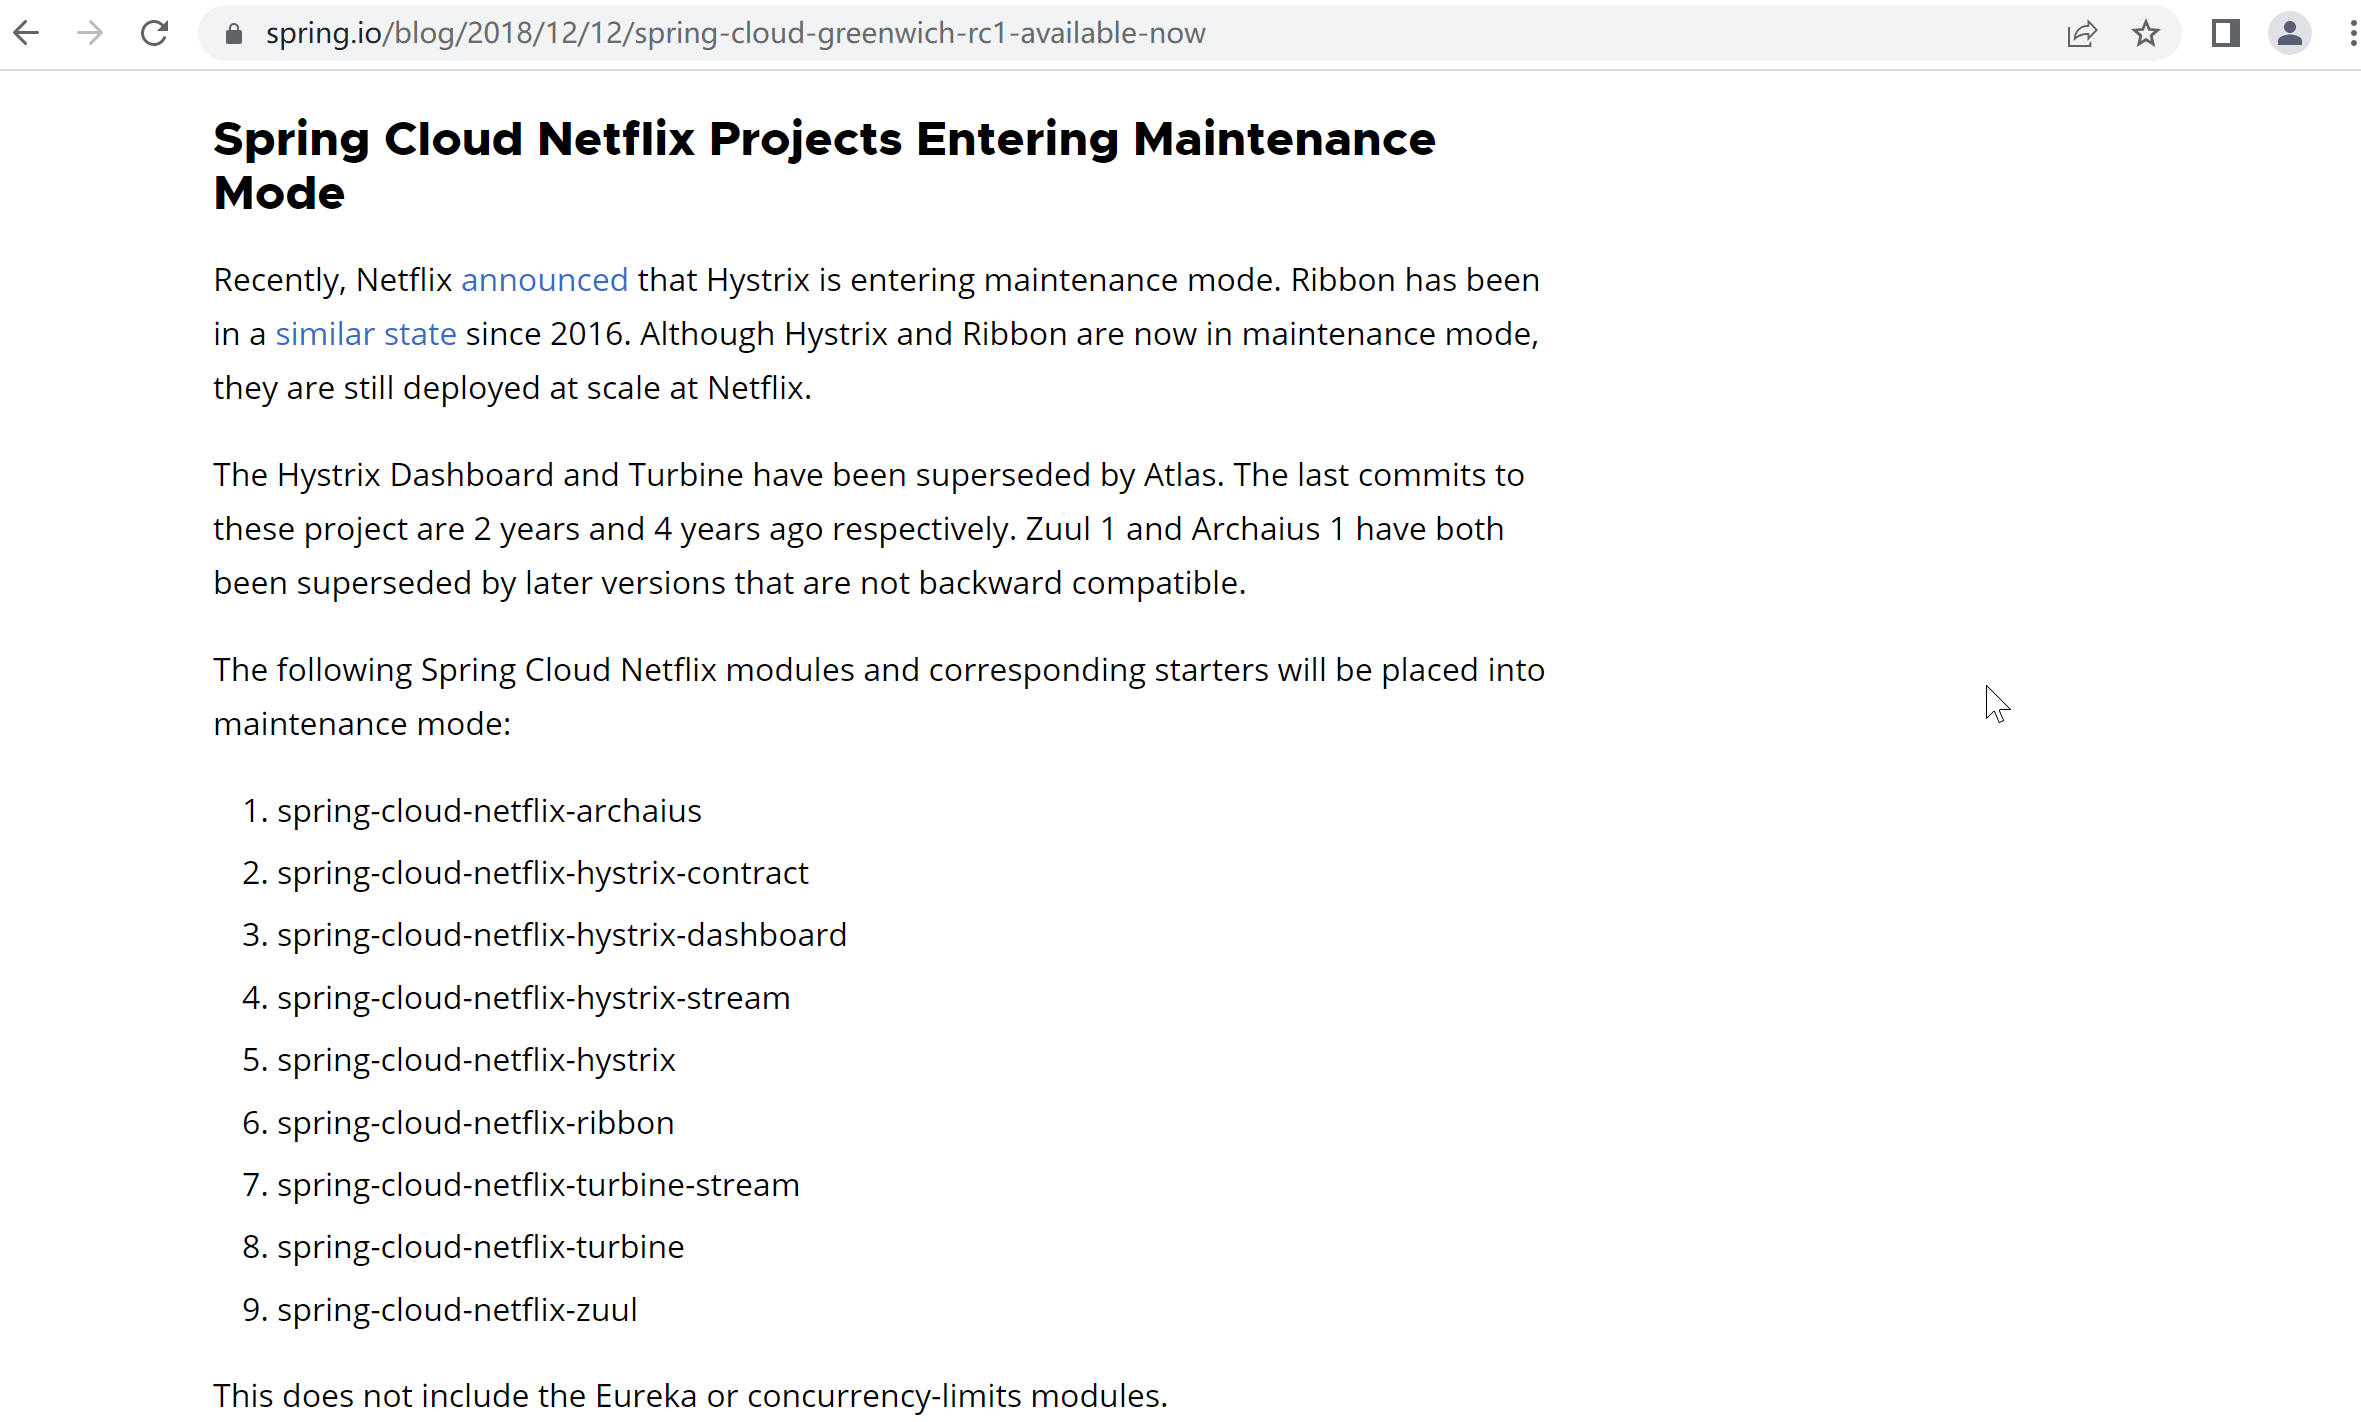 spring.io/blog/2018/12/12/spring-cloud-greenwich-rc1-available-now
Spring Cloud Netflix Projects Entering Maintenance
Mode
Recently, Netflix announced that Hystrix is entering maintenance mode. Ribbon has been
in a similar state since 2016. Although Hystrix and Ribbon are now in maintenance mode,
they are still deployed at scale at Netflix.
The Hystrix Dashboard and Turbine have been superseded by Atlas. The last commits to
these project are 2 years and 4 years ago respectively. Zuul 1 and Archaius 1 have both
been superseded by later versions that are not backward compatible.
The following Spring Cloud Netflix modules and corresponding starters will be placed into
maintenance mode:
1. spring-cloud-netflix-archaius
2. spring-cloud-netflix-hystrix-contract
3. spring-cloud-netflix-hystrix-dashboard
4. spring-cloud-netflix-hystrix-stream
5. spring-cloud-netflix-hystrix
6. spring-cloud-netflix-ribbon
7. spring-cloud-netflix-turbine-stream
8. spring-cloud-netflix-turbine
9. spring-cloud-netflix-zuul
This does not include the Eureka or concurrency-limits modules.